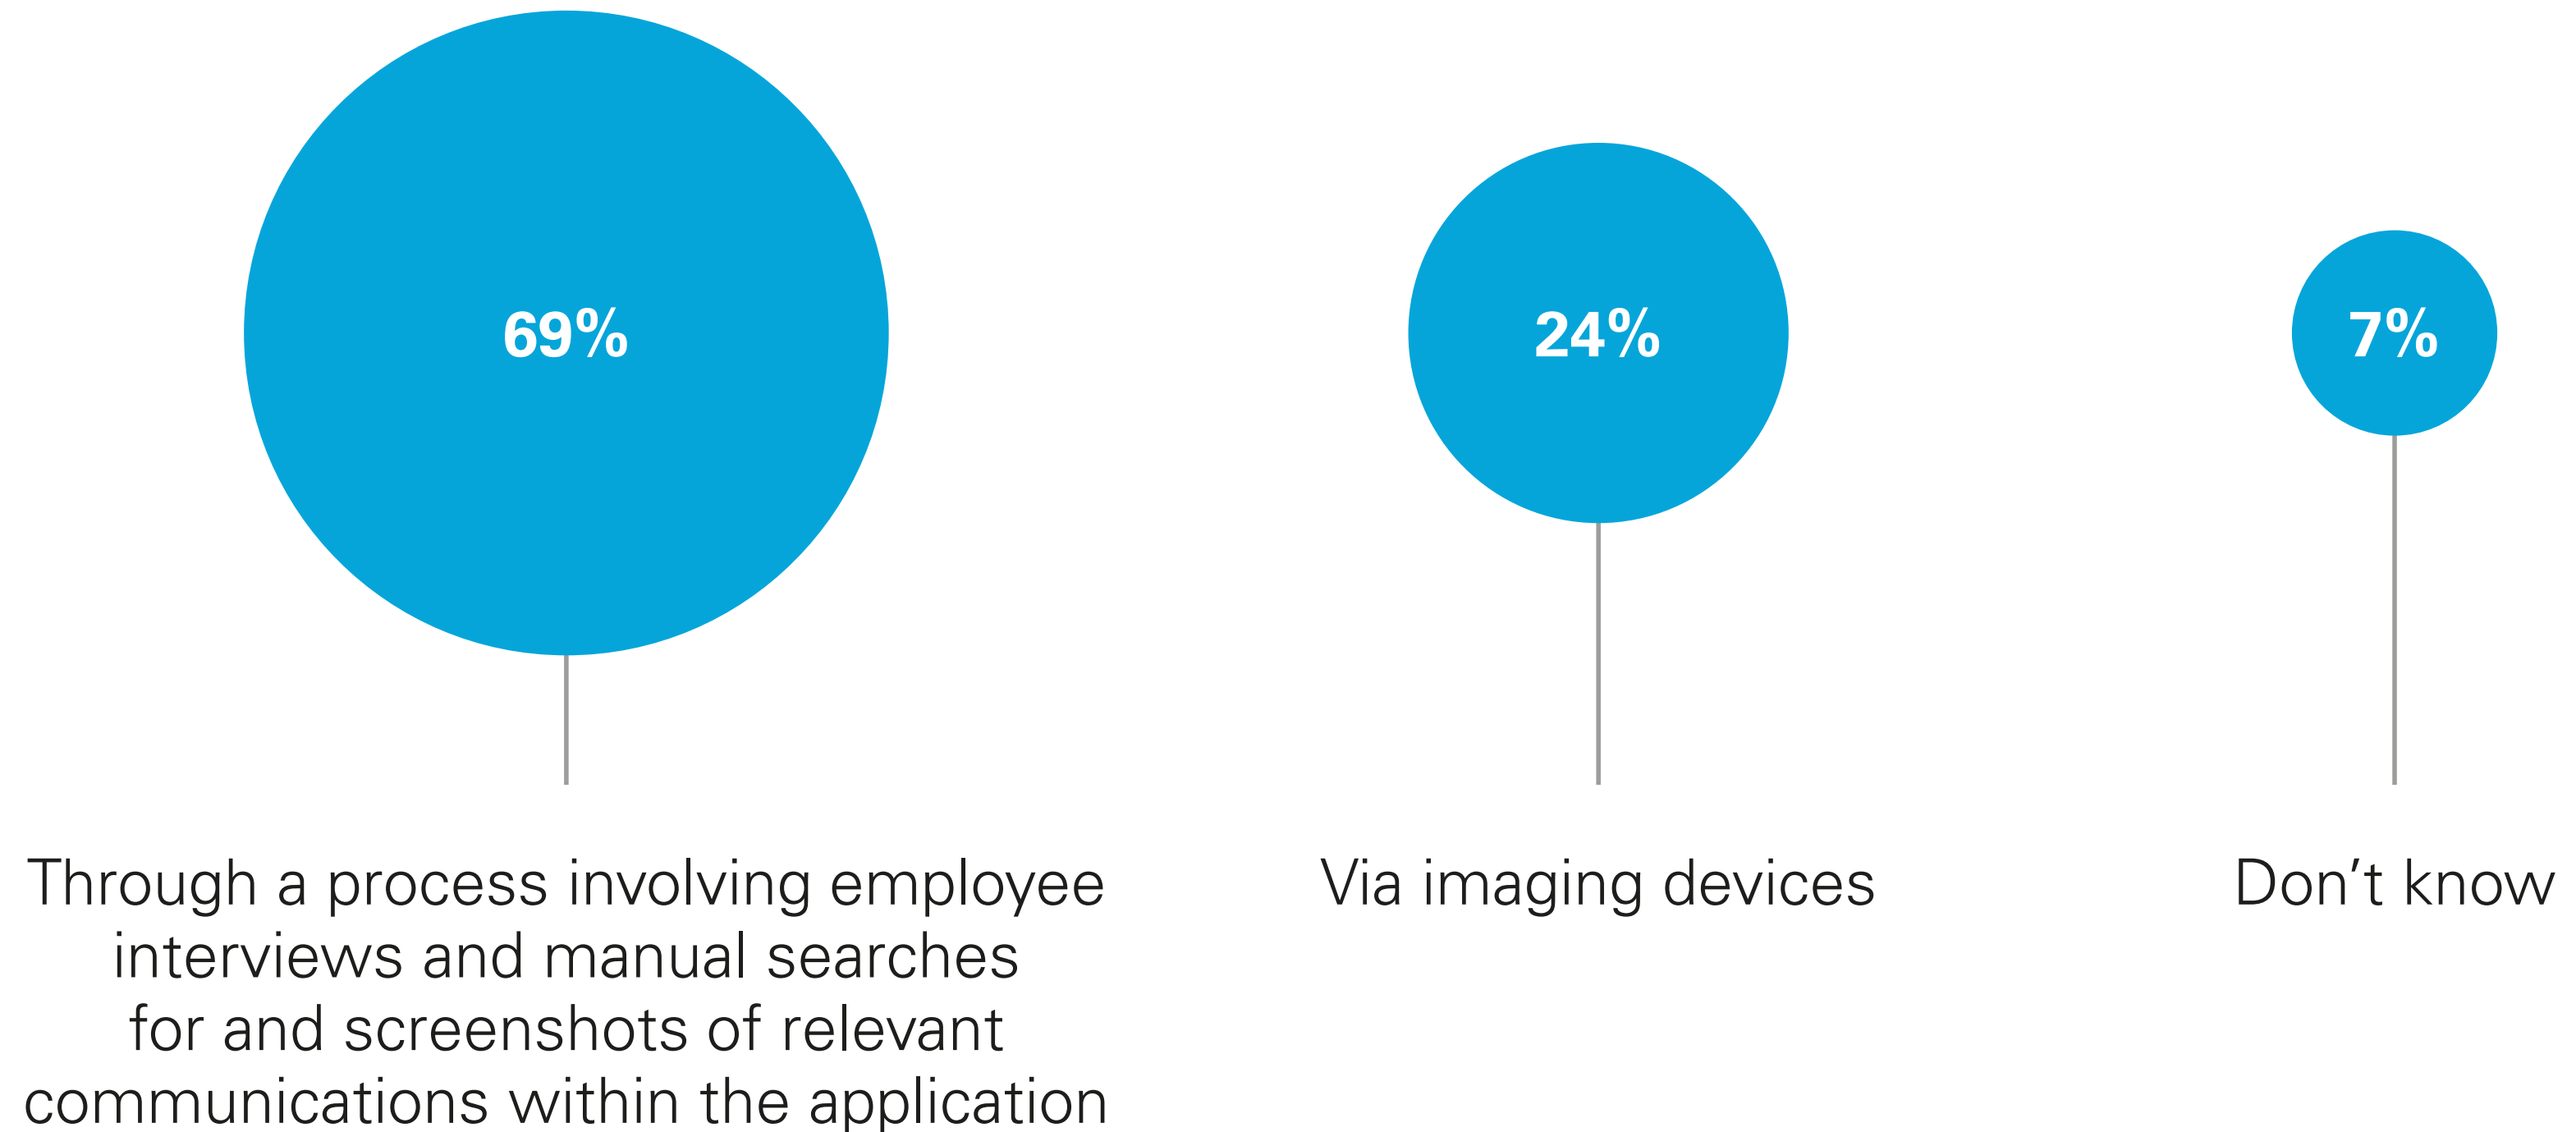 69%
24%
7%
Through a process involving employee
interviews and manual searches
for and screenshots of relevant
communications within the application
Via imaging devices
Don’t know